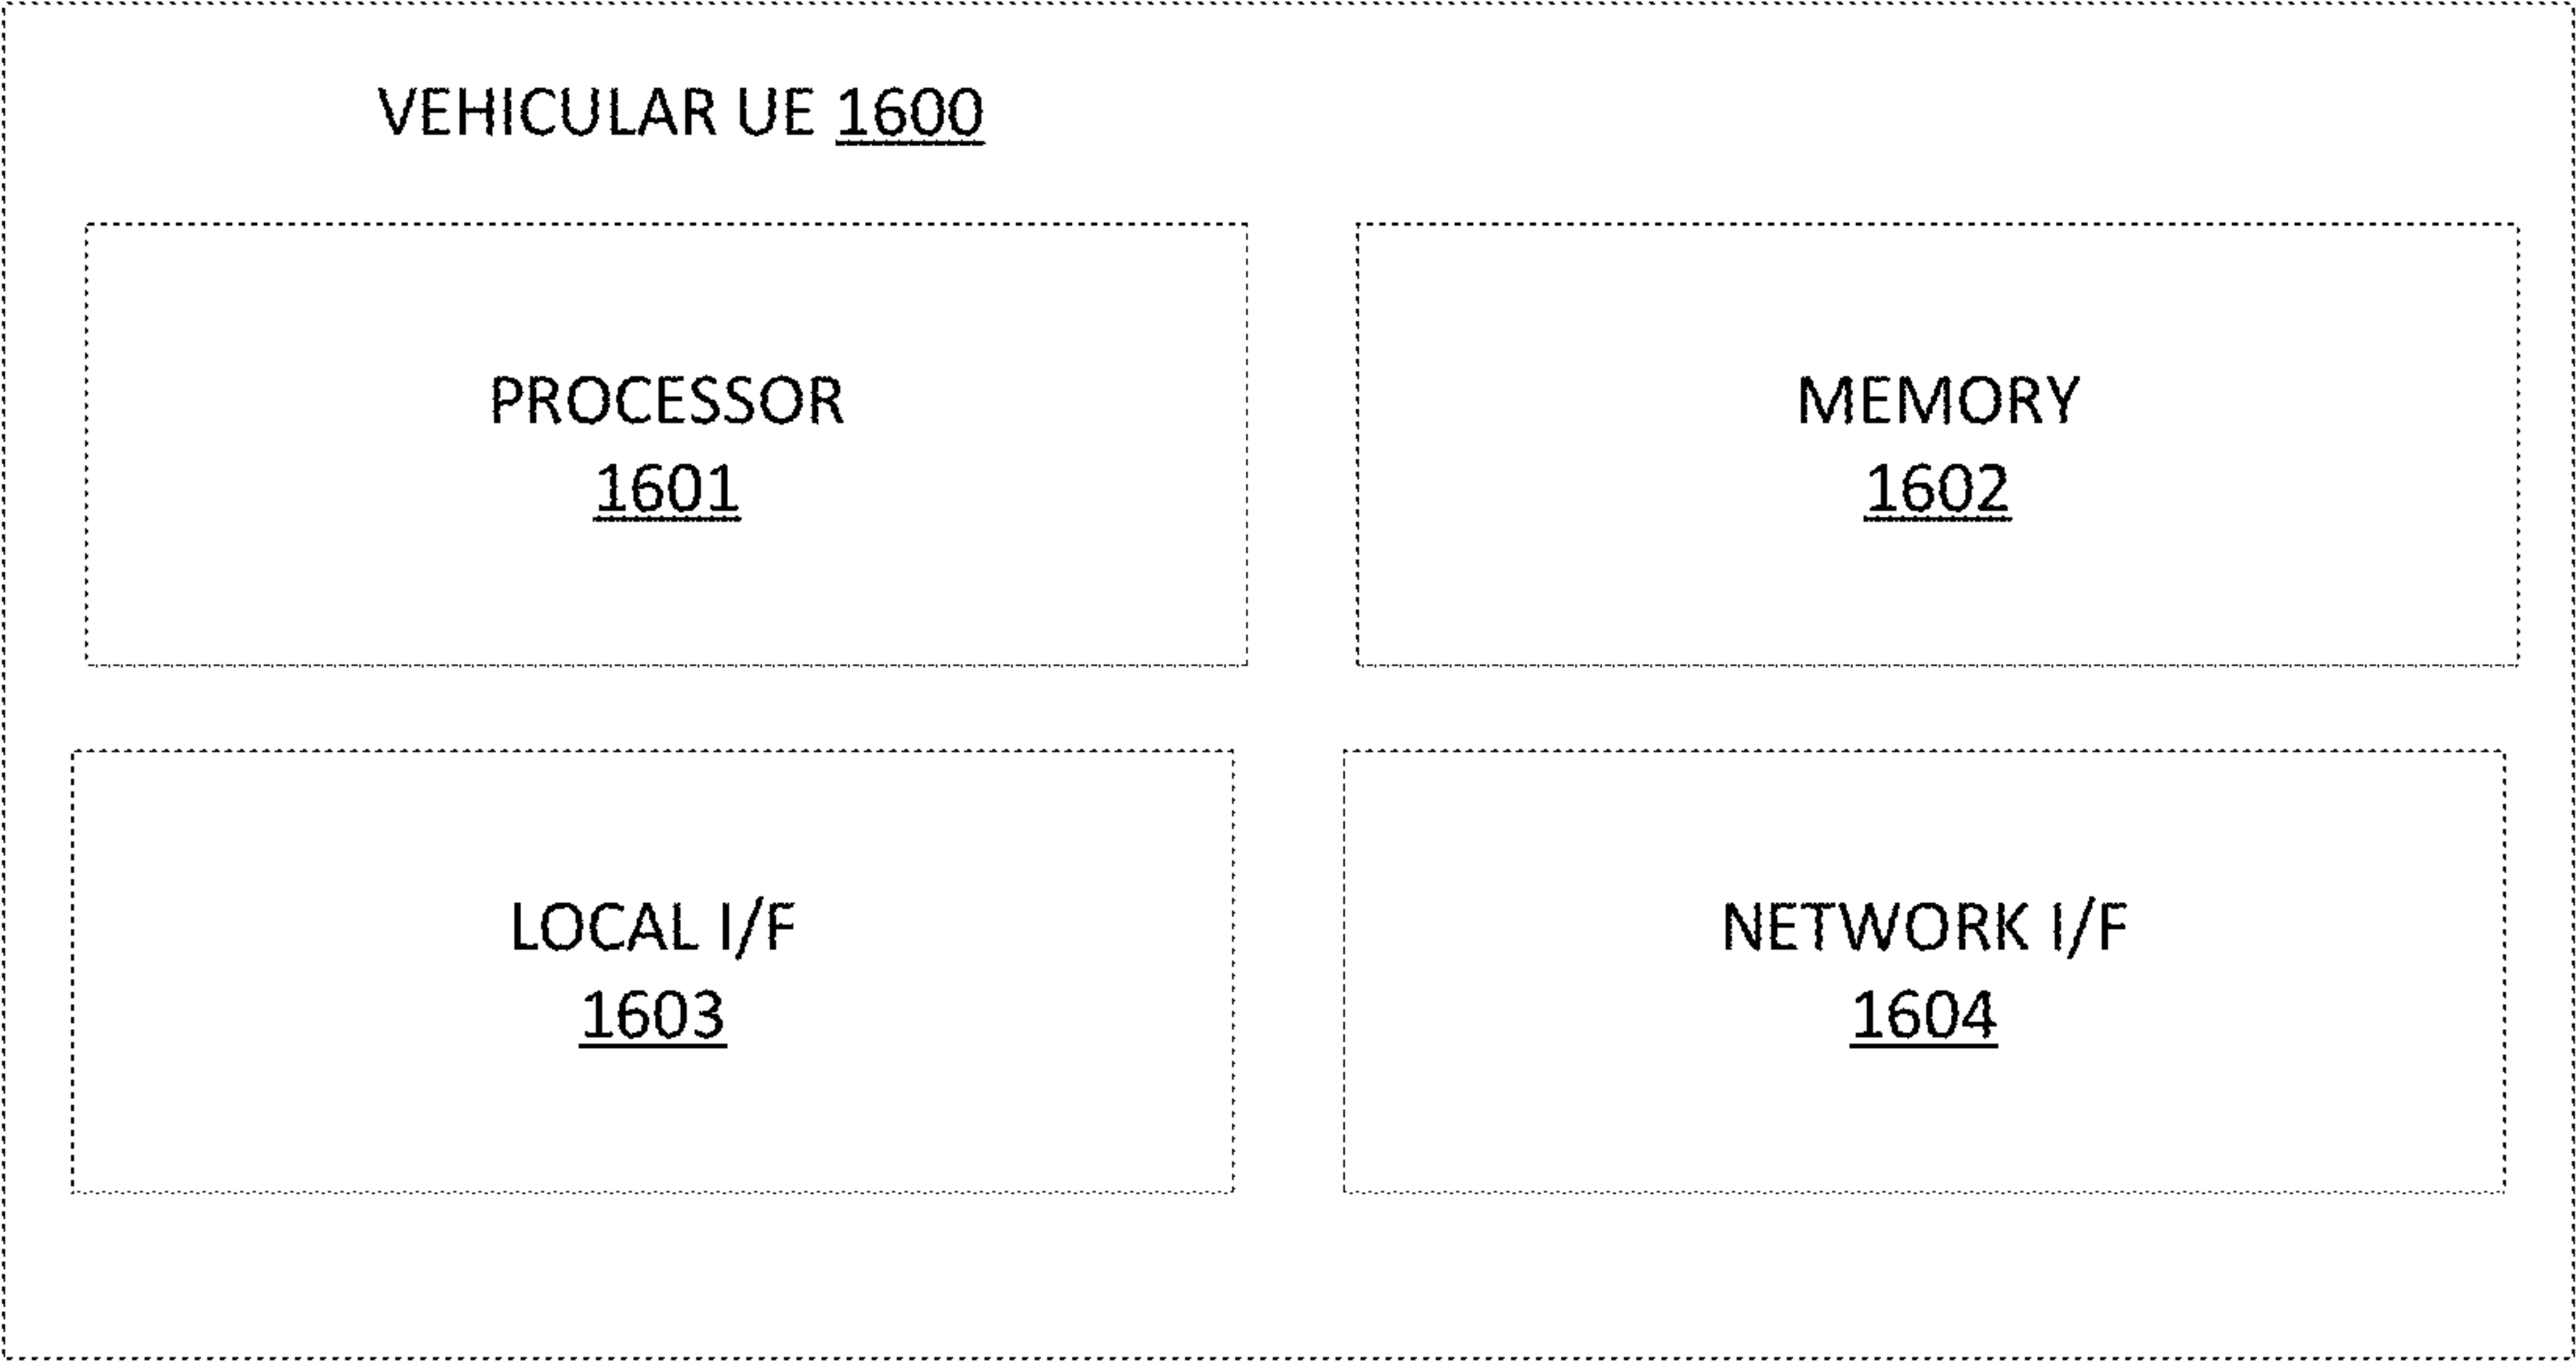 VEHICULAR UE 1600
PROCESSOR
1601
MEMORY
1602
LOCAL I/F
1603
NETWORK I/F
1604